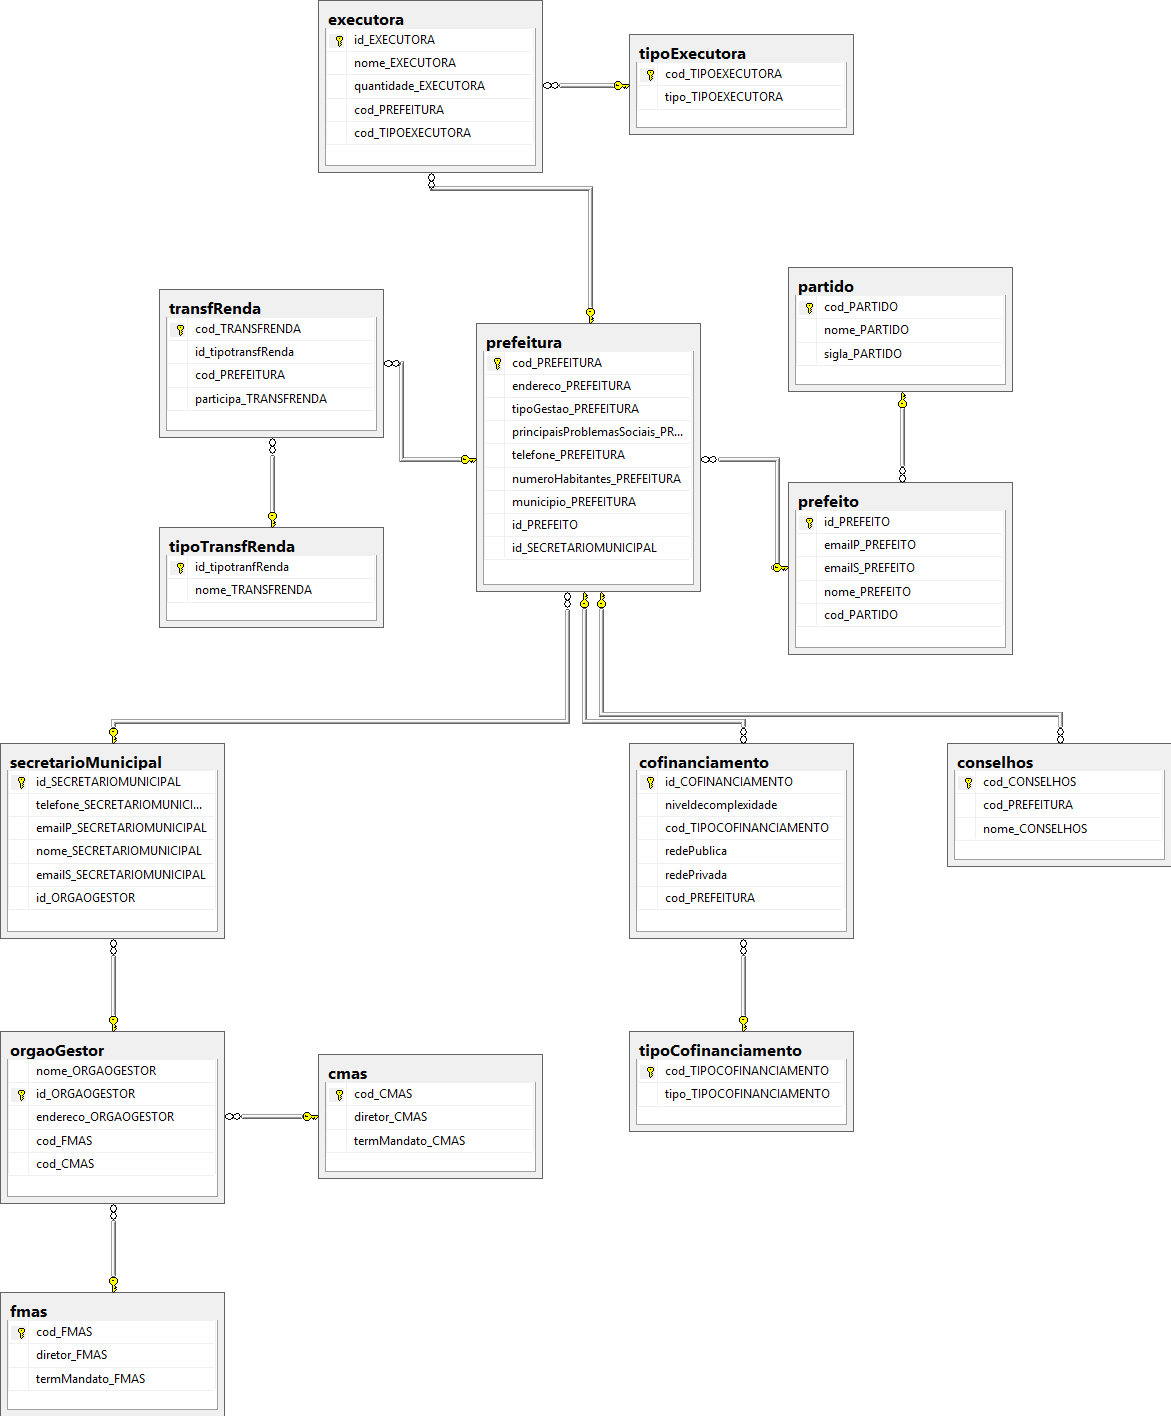 executora
id_EXECUTORA
nome_EXECUTORA
quantidade_EXECUTORA
cod_PREFEITURA
cod_TIPOEXECUTORA
tipoExecutora
cod_TIPOEXECUTORA
tipo_TIPOEXECUTORA
transfRenda
cod_TRANSFRENDA
id_tipotransfRenda
cod_PREFEITURA
participa_TRANSFRENDA
prefeitura
cod_PREFEITURA
endereco_PREFEITURA
tipoGestao_PREFEITURA
principaisProblemasSociais_PR...
telefone_PREFEITURA
numeroHabitantes_PREFEITURA
municipio_PREFEITURA
id_PREFEITO
id_SECRETARIOMUNICIPAL
partido
cod_PARTIDO
nome_PARTIDO
sigla_PARTIDO
tipoTransfRenda
id_tipotranfRenda
nome_TRANSFRENDA
prefeito
id_PREFEITO
emailP_PREFEITO
emailS_PREFEITO
nome_PREFEITO
cod_PARTIDO
secretarioMunicipal
id_SECRETARIOMUNICIPAL
telefone_SECRETARIOMUNICI...
emailP_SECRETARIOMUNICIPAL
nome_SECRETARIOMUNICIPAL
emailS_SECRETARIOMUNICIPAL
id_ORGAOGESTOR
cofinanciamento
id_COFINANCIAMENTO
niveldecomplexidade
cod_TIPOCOFINANCIAMENTO
redePublica
redePrivada
cod_PREFEITURA
conselhos
cod_CONSELHOS
cod_PREFEITURA
nome_CONSELHOS
orgaoGestor
nome_ORGAOGESTOR
id_ORGAOGESTOR
endereco_ORGAOGESTOR
cod_FMAS
cod_CMAS
cmas
cod_CMAS
diretor_CMAS
termMandato_CMAS
tipoCofinanciamento
cod_TIPOCOFINANCIAMENTO
tipo_TIPOCOFINANCIAMENTO
fmas
cod_FMAS
diretor_FMAS
termMandato_FMAS